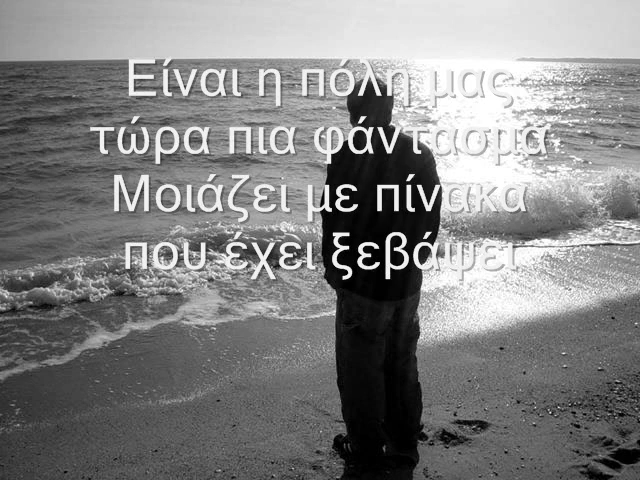 Είναι η πόλη μας
τώρα πια φάντασμα
Μοιάζει με πίνακα
που έχει ξεβάψει